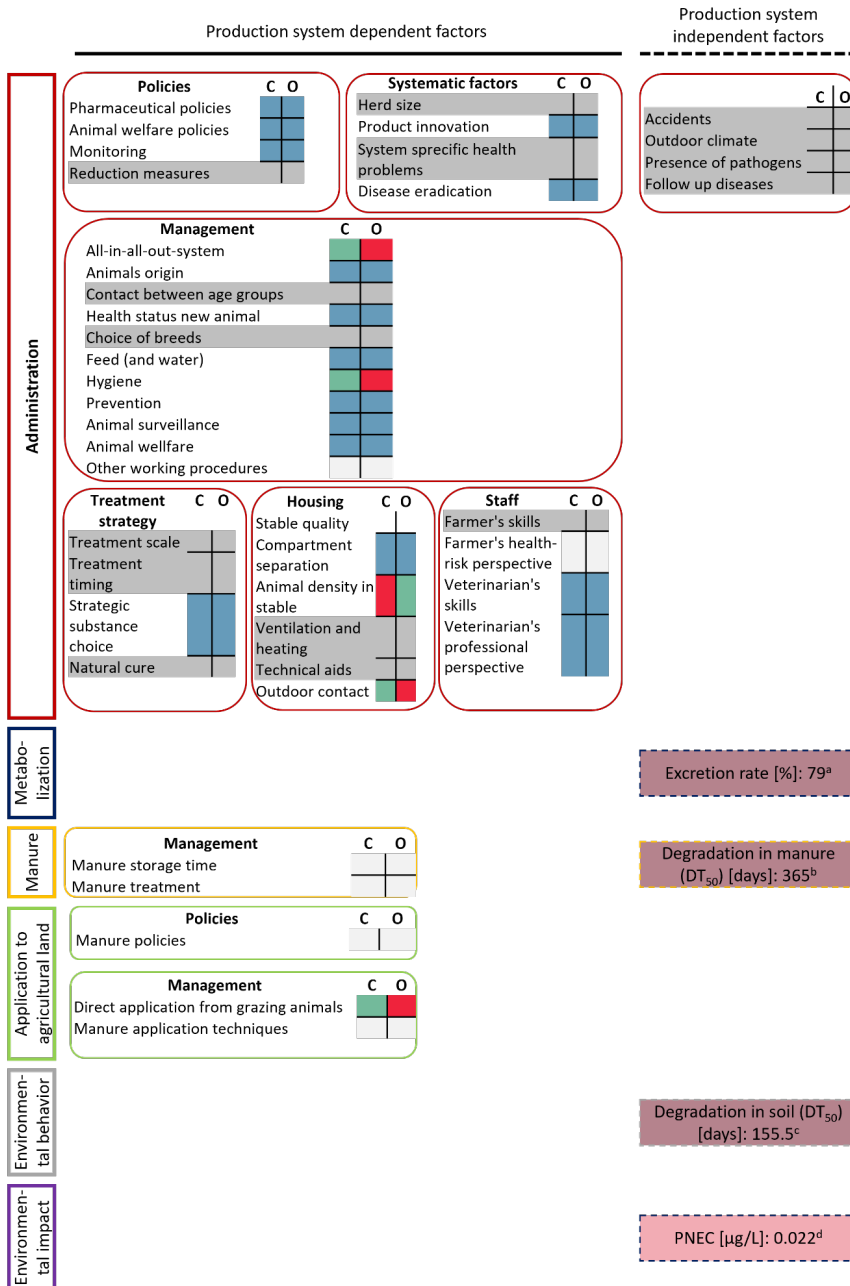 Production system dependent factors
Production system
independent factors
Administration
Policies
C O
Pharmaceutical policies
Animal welfare policies
Monitoring
Reduction measures
Systematic factors
C O
Herd size
Product innovation
System sprecific health
problems
Disease eradication
C O
Accidents
Outdoor climate
Presence of pathogens
Follow up diseases
Management
C O
All-in-all-out-system
Animals origin
Contact between age groups
Health status new animal
Choice of breeds
Feed (and water)
Hygiene
Prevention
Animal surveillance
Animal wellfare
Other working procedures
Treatment
strategy
C O
Treatment scale
Treatment
timing
Strategic
substance
choice
Natural cure
Housing
C O
Stable quality
Compartment
separation
Animal density in
stable
Ventilation and
heating
Technical aids
Outdoor contact
Staff
C O
Farmer's skills
Farmer's health-
risk perspective
Veterinarian's
skills
Veterinarian's
professional
perspective
Metabo-
lization
Excretion rate [%]: 79ᵃ
Manure
Management
C O
Manure storage time
Manure treatment
Degradation in manure
(DT₅₀) [days]: 365ᵇ
Application to
agricultural land
Policies
C O
Manure policies
Management
C O
Direct application from grazing animals
Manure application techniques
Environmen-
tal behavior
Degradation in soil (DT₅₀)
[days]: 155.5ᶜ
Environmen-
tal impact
PNEC [µg/L]: 0.022ᵈ